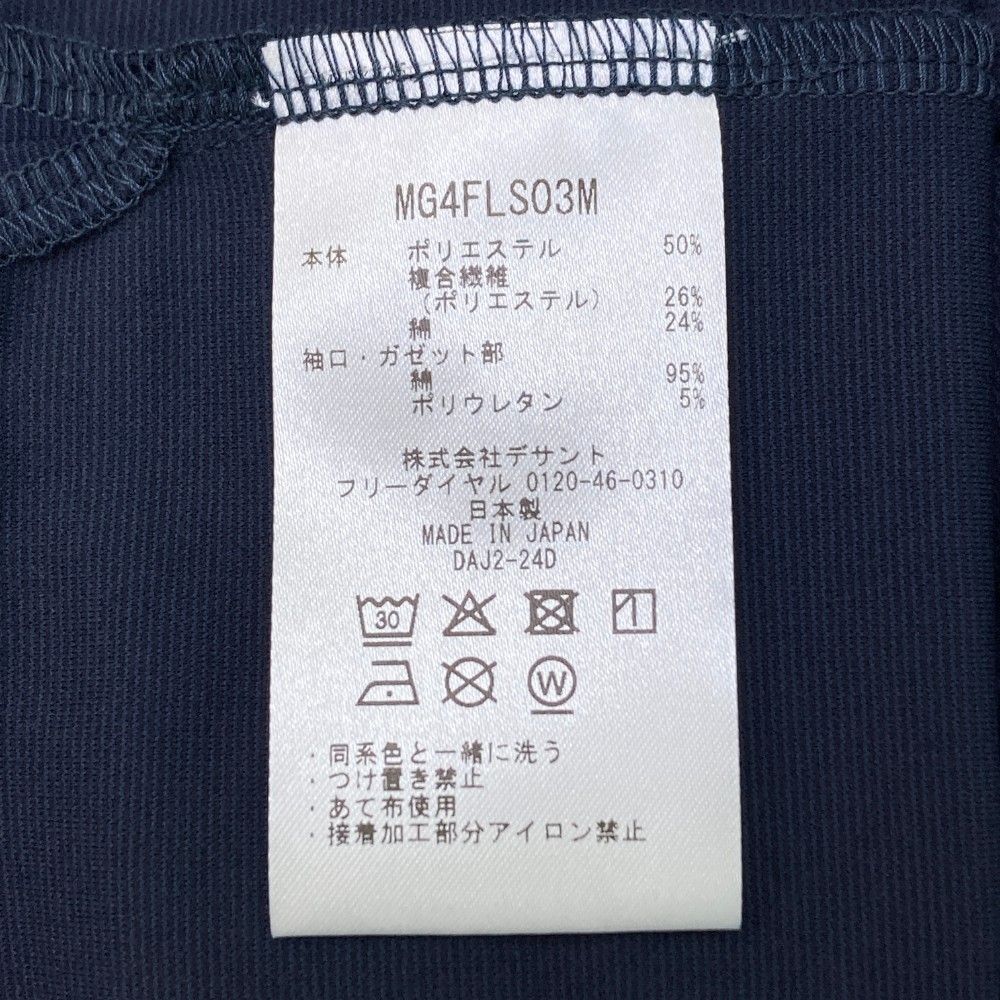 MG4FLS03M
本体 ポリエステル 50%
複合繊維
(ポリエステル) 26%
綿 24%
袖口・ガゼット部
綿 95%
ポリウレタン 5%
株式会社デサント
フリーダイヤル 0120-46-0310
日本製
MADE IN JAPAN
DAJ2-24D
30
W
・同系色と一緒に洗う
・つけ置き禁止
・あて布使用
・接着加工部分アイロン禁止